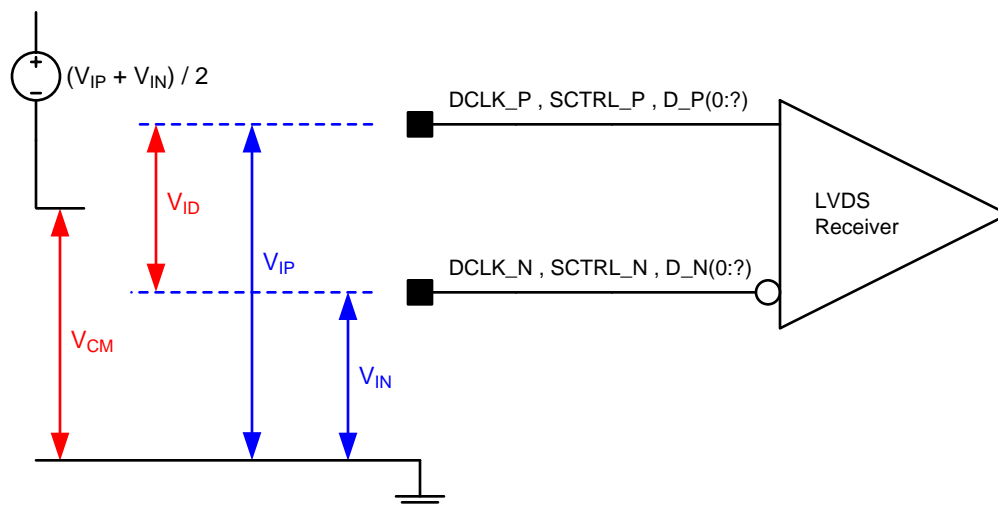 +
−
(VIP + VIN) / 2
DCLK_P , SCTRL_P , D_P(0:?)
VID
LVDS
Receiver
VIP
DCLK_N , SCTRL_N , D_N(0:?)
VCM
VIN